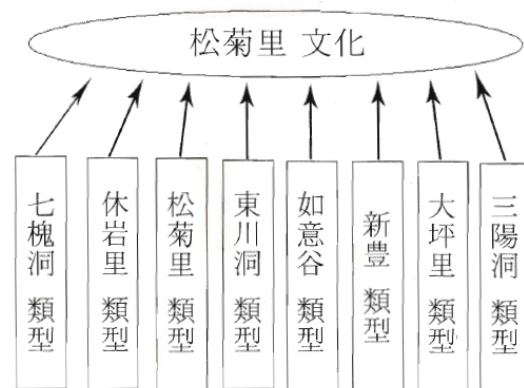 松菊里 文化
七槐洞 類型
休岩里 類型
松菊里 類型
東川洞 類型
如意谷 類型
新豊 類型
大坪里 類型
三陽洞 類型